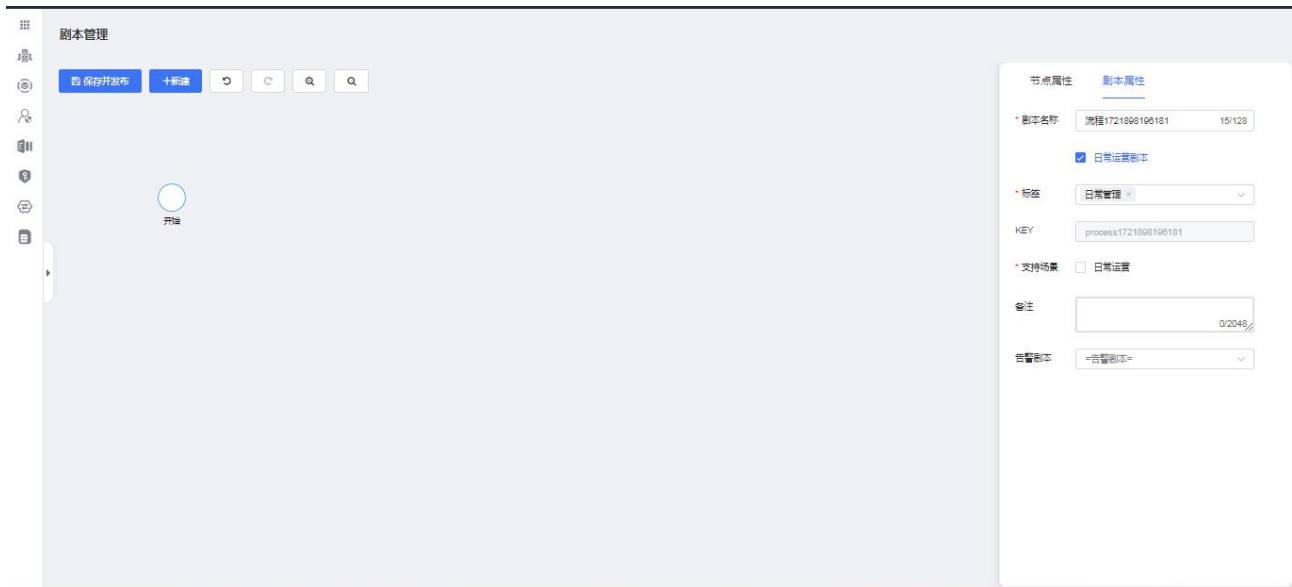 剧本管理
保存并发布 新建
节点属性 剧本属性
* 剧本名称 流程1721898196181 15/128
日常运营剧本
* 标签 日常管理 ×
KEY process1721898196181
* 支持场景 日常运营
备注 0/2048
告警剧本 =告警剧本=
开始